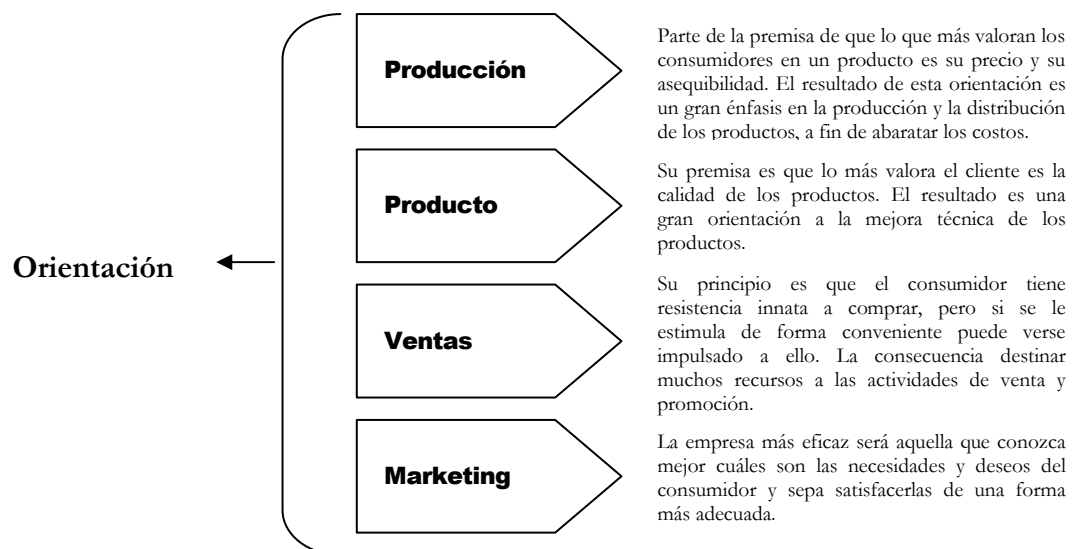 Orientación
Producción
Parte de la premisa de que lo que más valoran los
consumidores en un producto es su precio y su
asequibilidad. El resultado de esta orientación es
un gran énfasis en la producción y la distribución
de los productos, a fin de abaratar los costos.
Producto
Su premisa es que lo más valora el cliente es la
calidad de los productos. El resultado es una
gran orientación a la mejora técnica de los
productos.
Ventas
Su principio es que el consumidor tiene
resistencia innata a comprar, pero si se le
estimula de forma conveniente puede verse
impulsado a ello. La consecuencia destinar
muchos recursos a las actividades de venta y
promoción.
Marketing
La empresa más eficaz será aquella que conozca
mejor cuáles son las necesidades y deseos del
consumidor y sepa satisfacerlas de una forma
más adecuada.